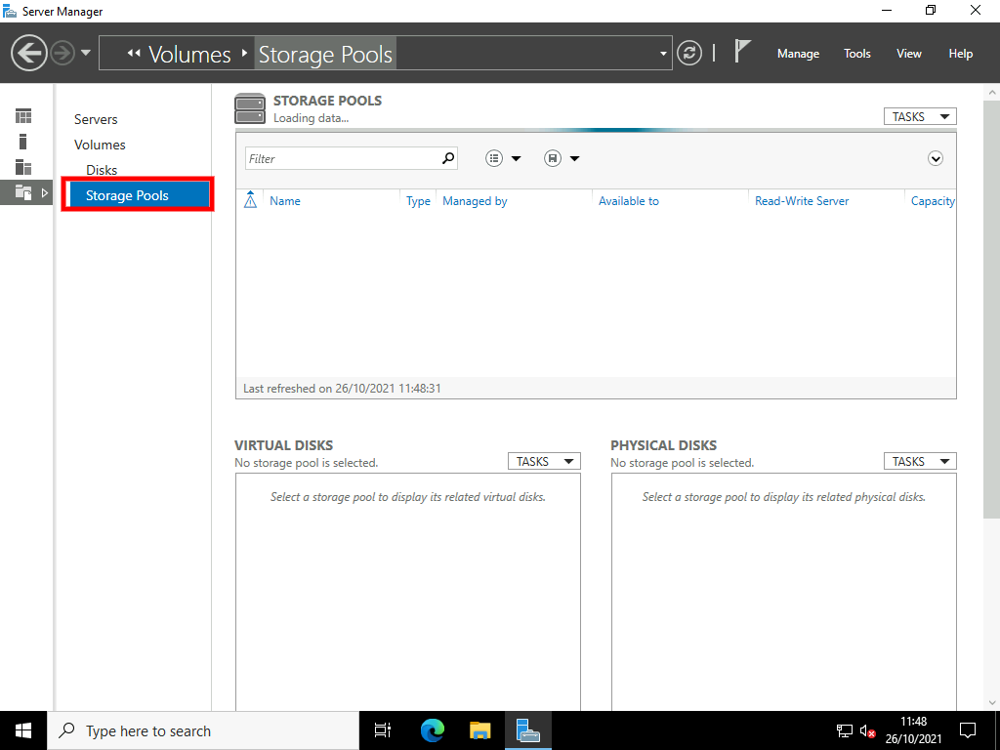 Server Manager
Volumes Storage Pools
Manage Tools View Help
Servers
Volumes
Disks
Storage Pools
STORAGE POOLS
Loading data...
TASKS
Filter
Name Type Managed by Available to Read-Write Server Capacity
Last refreshed on 26/10/2021 11:48:31
VIRTUAL DISKS
No storage pool is selected.
TASKS
Select a storage pool to display its related virtual disks.
PHYSICAL DISKS
No storage pool is selected.
TASKS
Select a storage pool to display its related physical disks.
Type here to search
11:48
26/10/2021